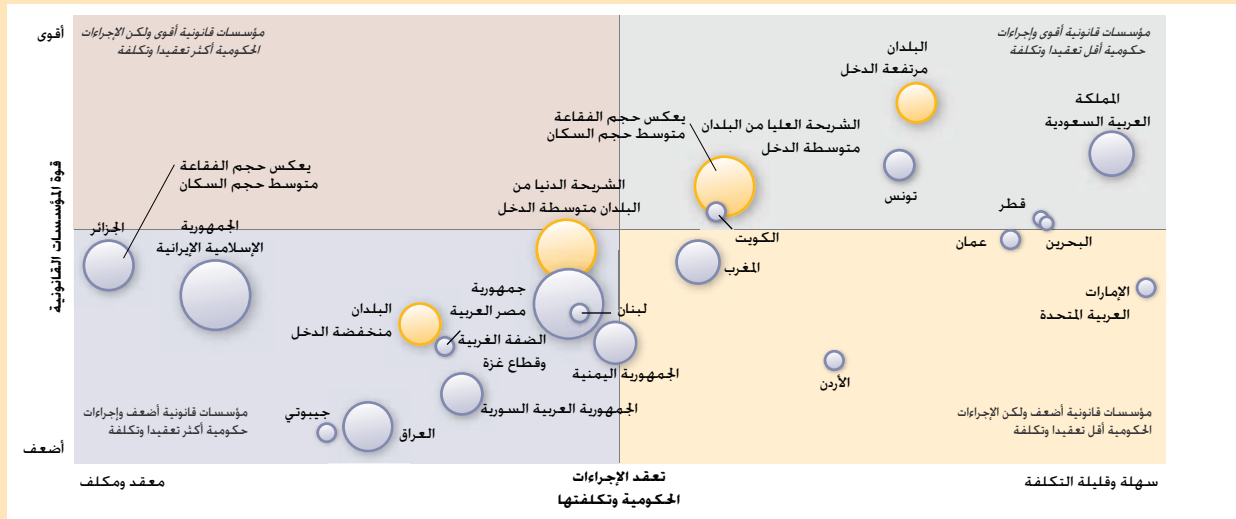 أقوى
مؤسسات قانونية أقوى وإجراءات
حكومية أقل تعقيدا وتكلفة
مؤسسات قانونية أقوى ولكن الإجراءات
الحكومية أكثر تعقيدا وتكلفة
البلدان
مرتفعة الدخل
المملكة
العربية السعودية
يعكس حجم الفقاعة
متوسط حجم السكان
الشريحة العليا من البلدان
متوسطة الدخل
تونس
قطر
البحرين
عمان
الكويت
المغرب
الإمارات
العربية المتحدة
الأردن
يعكس حجم الفقاعة
متوسط حجم السكان
الشريحة الدنيا من
البلدان متوسطة الدخل
الجزائر
الجمهورية
الإسلامية الإيرانية
جمهورية
مصر العربية
لبنان
البلدان
منخفضة الدخل
الضفة الغربية
وقطاع غزة
الجمهورية اليمنية
الجمهورية العربية السورية
العراق
جيبوتي
مؤسسات قانونية أضعف ولكن الإجراءات
الحكومية أقل تعقيدا وتكلفة
مؤسسات قانونية أضعف وإجراءات
حكومية أكثر تعقيدا وتكلفة
قوة المؤسسات القانونية
أضعف
سهلة وقليلة التكلفة
تعقد الإجراءات
الحكومية وتكلفتها
معقد ومكلف